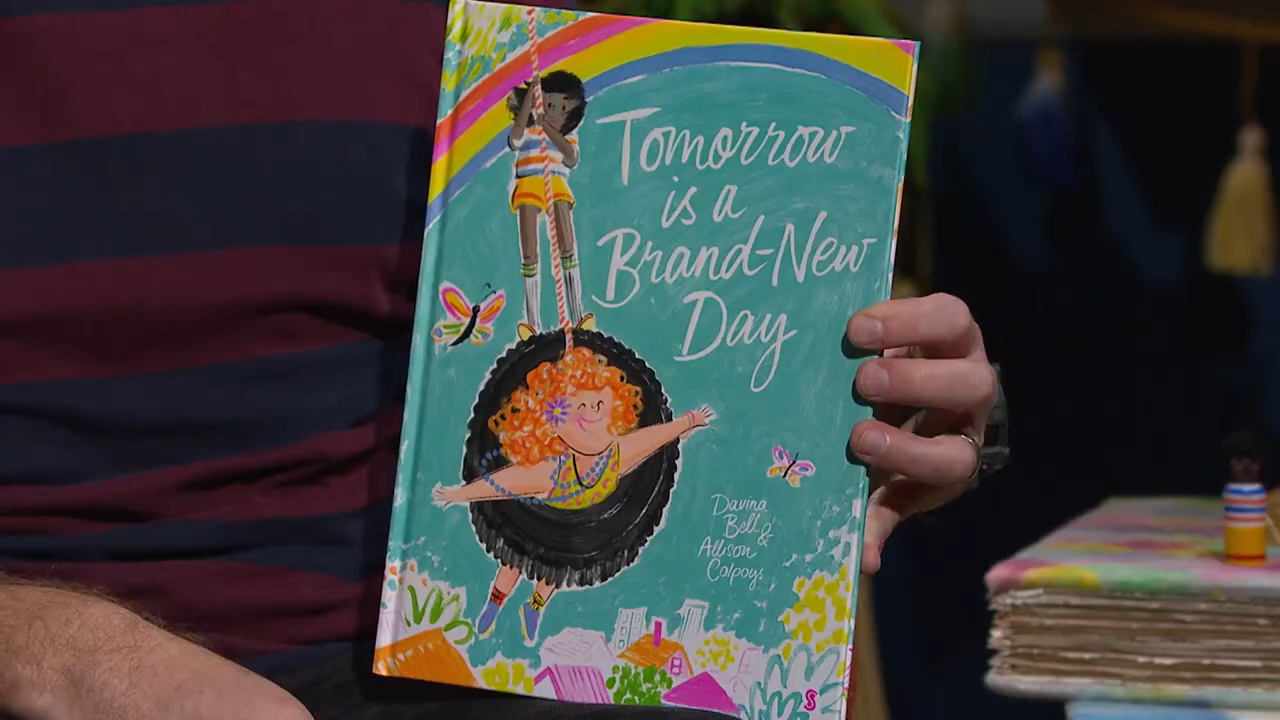 Tomorrow
is a
Brand-New
Day
Davina
Bell &
Allison
Colpoys
S